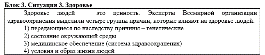 Блок 3. Ситуация 3. Здоровье
Здоровье людей – это ценность. Эксперты Всемирной организации
здравоохранения выделили четыре группы причин, которые влияют на здоровье людей:
1) передающиеся по наследству причины – генетические
2) состояние окружающей среды
3) медицинское обеспечение (система здравоохранения)
4) условия и образ жизни людей